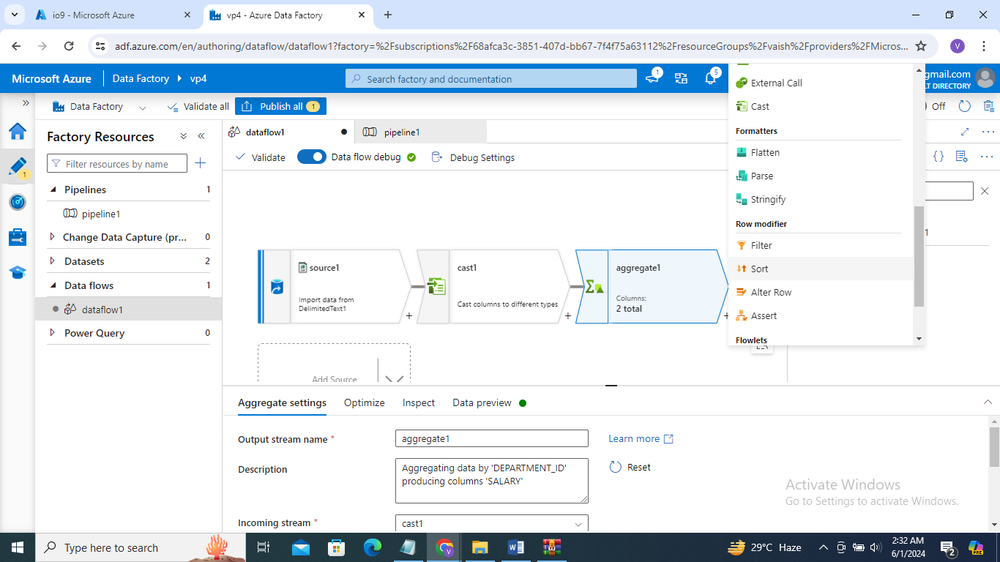 io9 - Microsoft Azure
vp4 - Azure Data Factory
adf.azure.com/en/authoring/dataflow/dataflow1?factory=%2Fsubscriptions%2F68afca3c-3851-407d-bb67-7f4f75a63112%2FresourceGroups%2Fvaish%2Fproviders%2FMicros...
V
Microsoft Azure
Data Factory
vp4
Search factory and documentation
1
5
gmail.com
LT DIRECTORY
Data Factory
Validate all
Publish all 1
Off
Factory Resources
Filter resources by name
Pipelines 1
pipeline1
Change Data Capture (pr... 0
Datasets 2
Data flows 1
dataflow1
Power Query 0
1
dataflow1
pipeline1
Validate
Data flow debug
Debug Settings
source1
Import data from
DelimitedText1
+
cast1
Cast columns to different types
+
aggregate1
Columns:
2 total
+
Add Source
External Call
Cast
Formatters
Flatten
Parse
Stringify
Row modifier
Filter
Sort
Alter Row
Assert
Flowlets
1
Aggregate settings
Optimize
Inspect
Data preview
Output stream name *
aggregate1
Learn more
Description
Aggregating data by 'DEPARTMENT_ID'
producing columns 'SALARY'
Reset
Incoming stream *
cast1
Activate Windows
Go to Settings to activate Windows.
Type here to search
29°C Haze
2:32 AM
6/1/2024
2
PRE